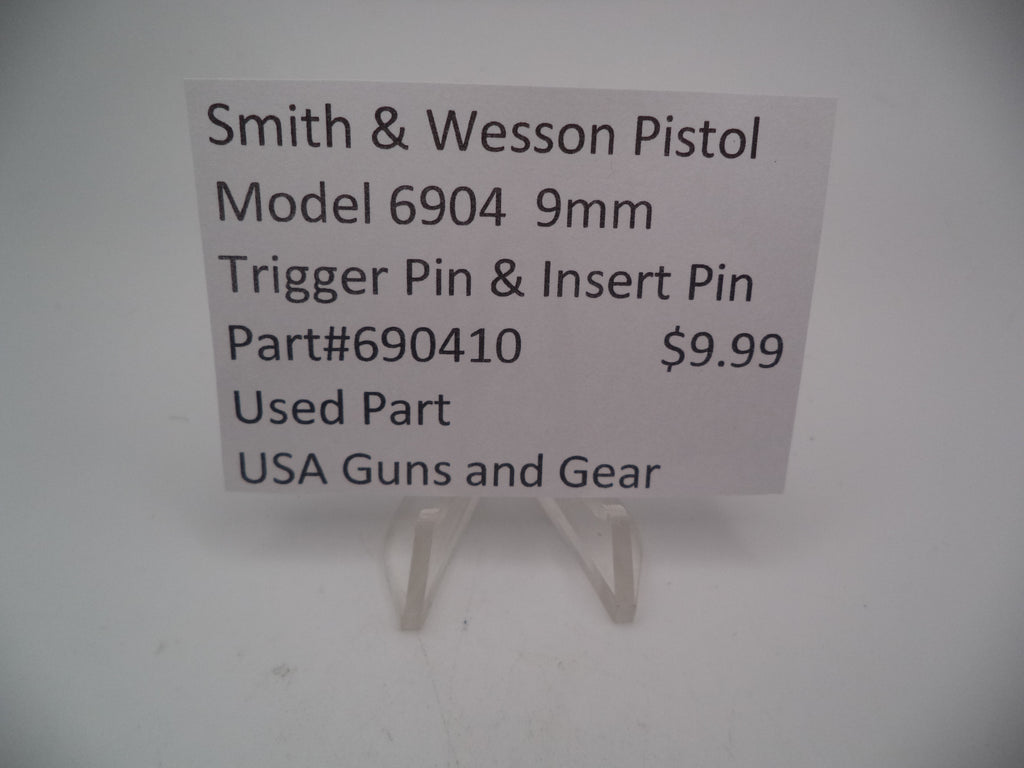 Smith & Wesson Pistol
Model 6904 9mm
Trigger Pin & Insert Pin
Part#690410 $9.99
Used Part
USA Guns and Gear